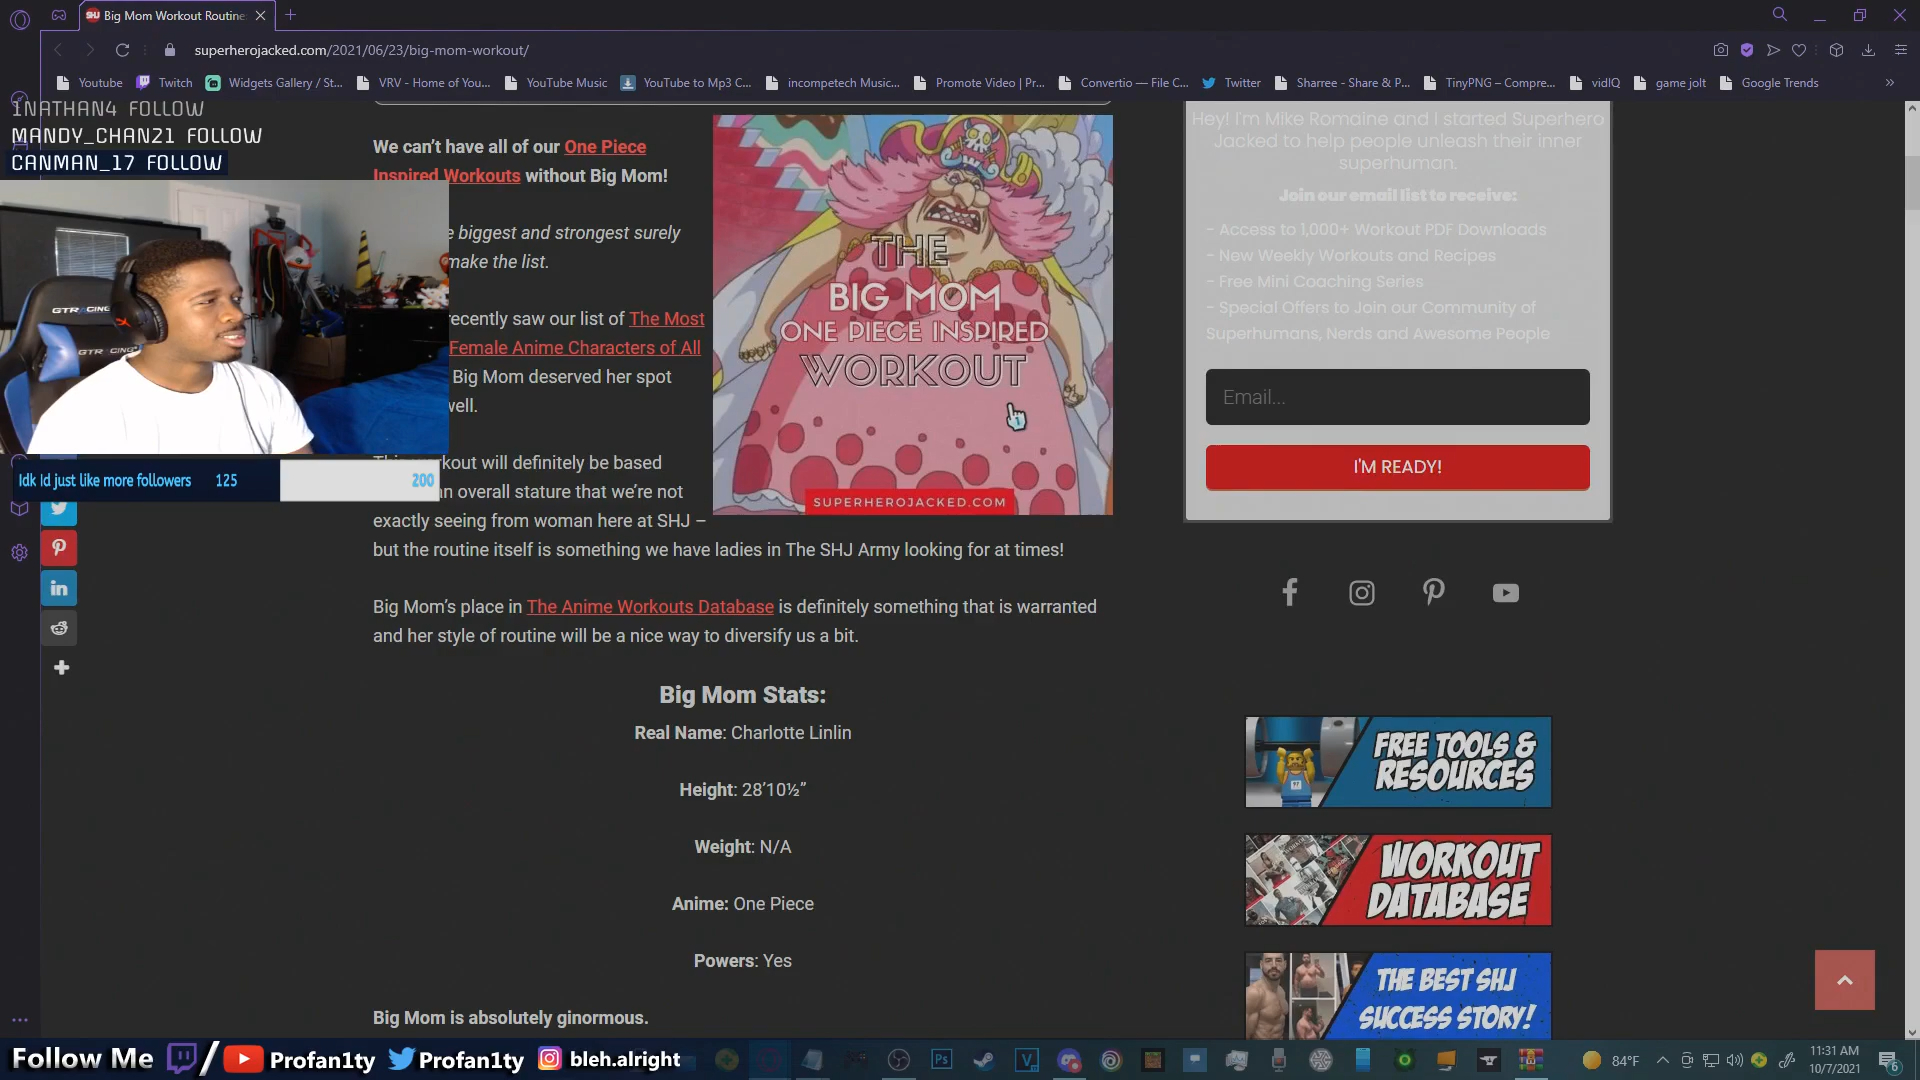 Big Mom Workout Routine
superherojacked.com/2021/06/23/big-mom-workout/
Youtube
Twitch
Widgets Gallery / St...
VRV - Home of You...
YouTube Music
YouTube to Mp3 C...
incompetech Music...
Promote Video | Pr...
Convertio — File C...
Twitter
Sharree - Share & P...
TinyPNG – Compre...
vidIQ
game jolt
Google Trends
1NATHAN4 FOLLOW
MANDY_CHAN21 FOLLOW
CANMAN_17 FOLLOW
We can't have all of our One Piece
Inspired Workouts without Big Mom!
e biggest and strongest surely
make the list.
recently saw our list of The Most
Female Anime Characters of All
Big Mom deserved her spot
well.
kout will definitely be based
n overall stature that we're not
exactly seeing from woman here at SHJ –
but the routine itself is something we have ladies in The SHJ Army looking for at times!
Big Mom's place in The Anime Workouts Database is definitely something that is warranted
and her style of routine will be a nice way to diversify us a bit.
Big Mom Stats:
Real Name: Charlotte Linlin
Height: 28'10½"
Weight: N/A
Anime: One Piece
Powers: Yes
Big Mom is absolutely ginormous.
THE
BIG MOM
ONE PIECE INSPIRED
WORKOUT
SUPERHEROJACKED.COM
Hey! I'm Mike Romaine and I started Superhero
Jacked to help people unleash their inner
superhuman.
Join our email list to receive:
- Access to 1,000+ Workout PDF Downloads
- New Weekly Workouts and Recipes
- Free Mini Coaching Series
- Special Offers to Join our Community of
Superhumans, Nerds and Awesome People
Email...
I'M READY!
FREE TOOLS &
RESOURCES
WORKOUT
DATABASE
THE BEST SHJ
SUCCESS STORY!
GTRACING
GTR CING
Idk Id just like more followers 125 200
Follow Me / Profan1ty Profan1ty bleh.alright
84°F
11:31 AM
10/7/2021
6